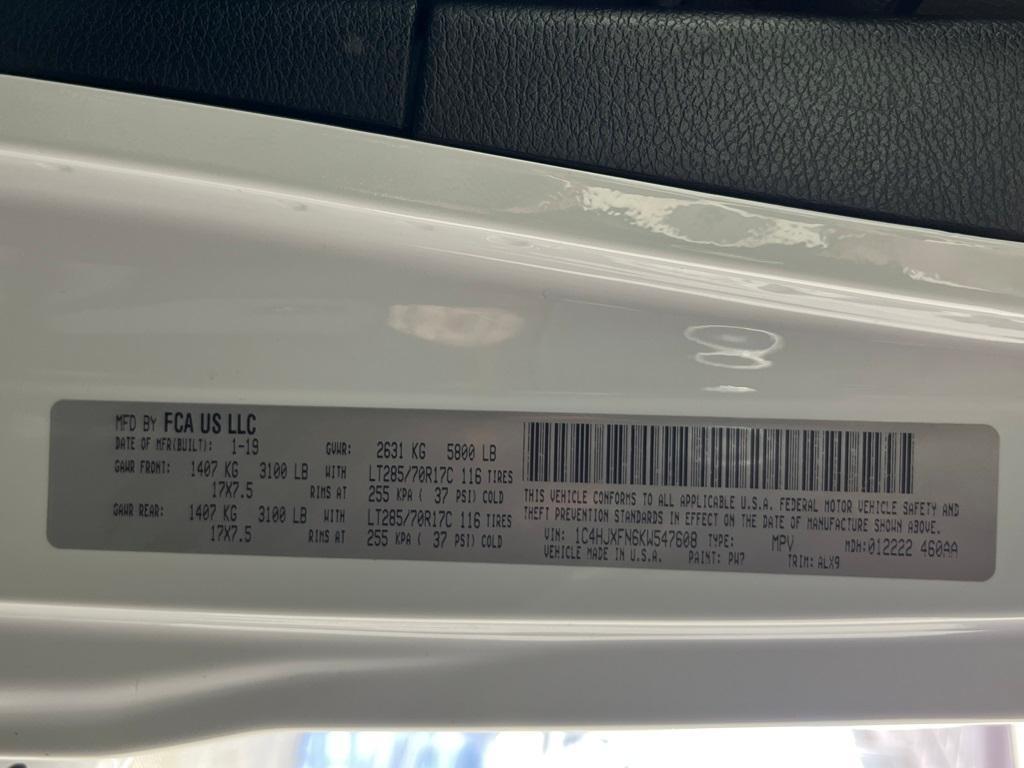 MFD BY FCA US LLC
DATE OF MFR(BUILT): 1-19 GVWR: 2631 KG 5800 LB
GAWR FRONT: 1407 KG 3100 LB WITH LT285/70R17C 116 TIRES
17X7.5 RIMS AT 255 KPA ( 37 PSI) COLD
GAWR REAR: 1407 KG 3100 LB WITH LT285/70R17C 116 TIRES
17X7.5 RIMS AT 255 KPA ( 37 PSI) COLD
THIS VEHICLE CONFORMS TO ALL APPLICABLE U.S.A. FEDERAL MOTOR VEHICLE SAFETY AND
THEFT PREVENTION STANDARDS IN EFFECT ON THE DATE OF MANUFACTURE SHOWN ABOVE.
VIN: 1C4HJXFN6KW547608 TYPE: MPV MDH:012222 460AA
VEHICLE MADE IN U.S.A. PAINT: PW7 TRIM: ALX9